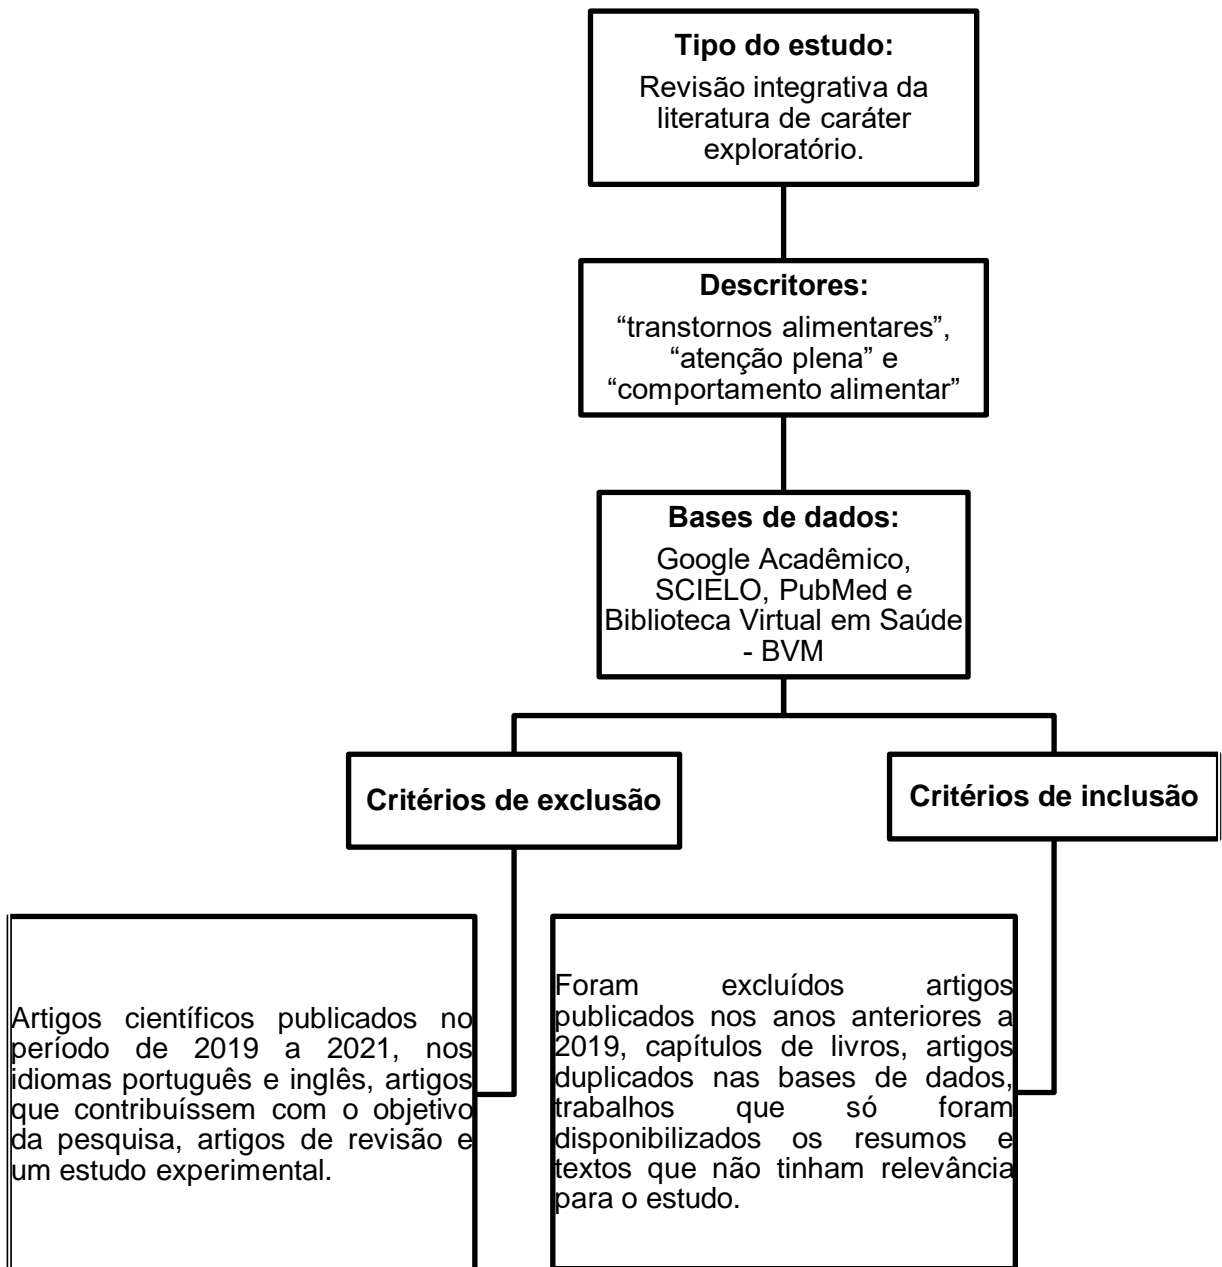 Tipo do estudo:
Revisão integrativa da
literatura de caráter
exploratório.
Descritores:
“transtornos alimentares”,
“atenção plena” e
“comportamento alimentar”
Bases de dados:
Google Acadêmico,
SCIELO, PubMed e
Biblioteca Virtual em Saúde
- BVM
Critérios de exclusão
Critérios de inclusão
Artigos científicos publicados no
período de 2019 a 2021, nos
idiomas português e inglês, artigos
que contribuíssem com o objetivo
da pesquisa, artigos de revisão e
um estudo experimental.
Foram excluídos artigos
publicados nos anos anteriores a
2019, capítulos de livros, artigos
duplicados nas bases de dados,
trabalhos que só foram
disponibilizados os resumos e
textos que não tinham relevância
para o estudo.